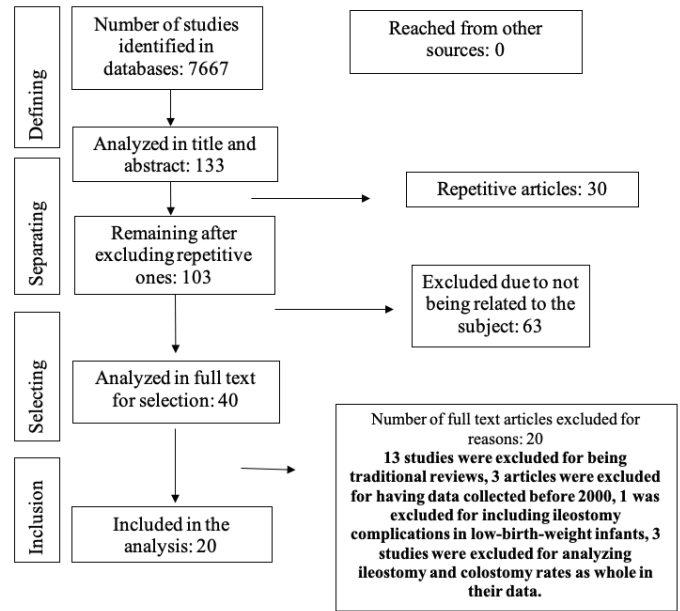 Defining
Number of studies
identified in
databases: 7667
Reached from other
sources: 0
Analyzed in title and
abstract: 133
Separating
Repetitive articles: 30
Remaining after
excluding repetitive
ones: 103
Excluded due to not
being related to the
subject: 63
Selecting
Analyzed in full text
for selection: 40
Number of full text articles excluded for
reasons: 20
13 studies were excluded for being
traditional reviews, 3 articles were excluded
for having data collected before 2000, 1 was
excluded for including ileostomy
complications in low-birth-weight infants, 3
studies were excluded for analyzing
ileostomy and colostomy rates as whole in
their data.
Inclusion
Included in the
analysis: 20